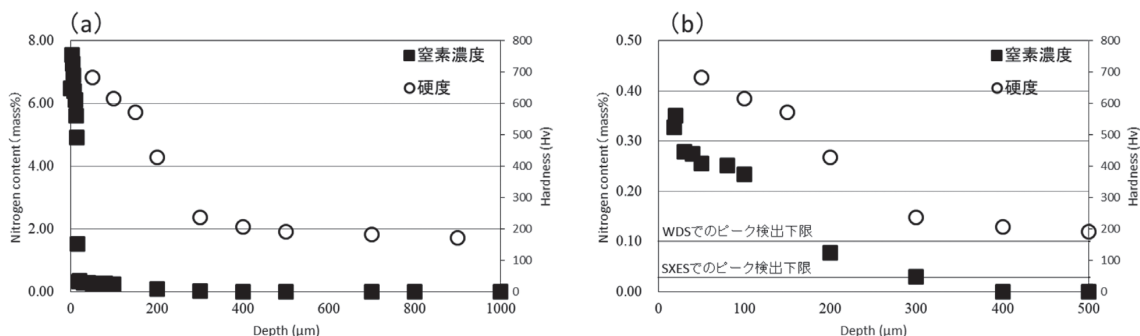 (a)
8.00
6.00
4.00
2.00
0.00
Nitrogen content (mass%)
800
700
600
500
400
300
200
100
0
Hardness (Hv)
■窒素濃度
○硬度
0 200 400 600 800 1000
Depth (μm)
(b)
0.50
0.40
0.30
0.20
0.10
0.00
Nitrogen content (mass%)
800
700
600
500
400
300
200
100
0
Hardness (Hv)
■窒素濃度
○硬度
WDSでのピーク検出下限
SXESでのピーク検出下限
0 100 200 300 400 500
Depth (μm)